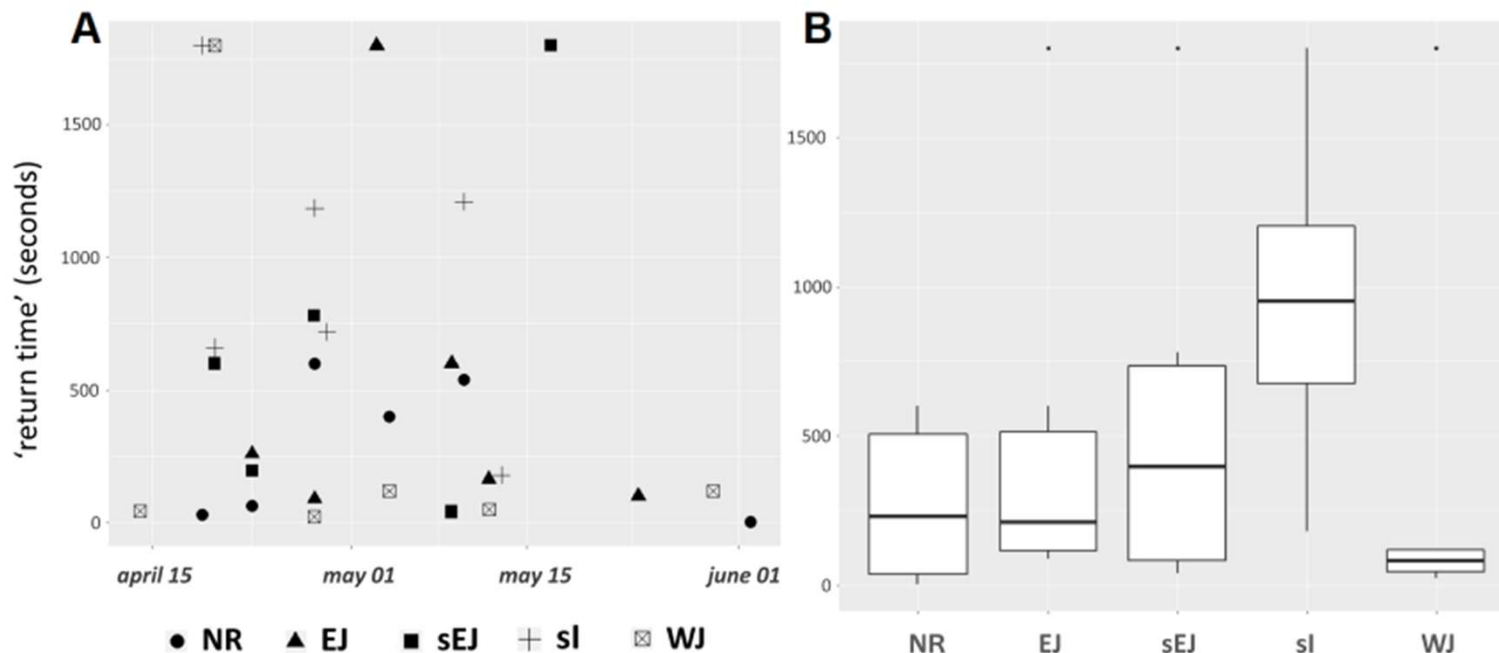 A
B
‘return time’ (seconds)
1500
1000
500
0
april 15 may 01 may 15 june 01
NR EJ sEJ sI WJ
1500
1000
500
0
NR EJ sEJ sI WJ